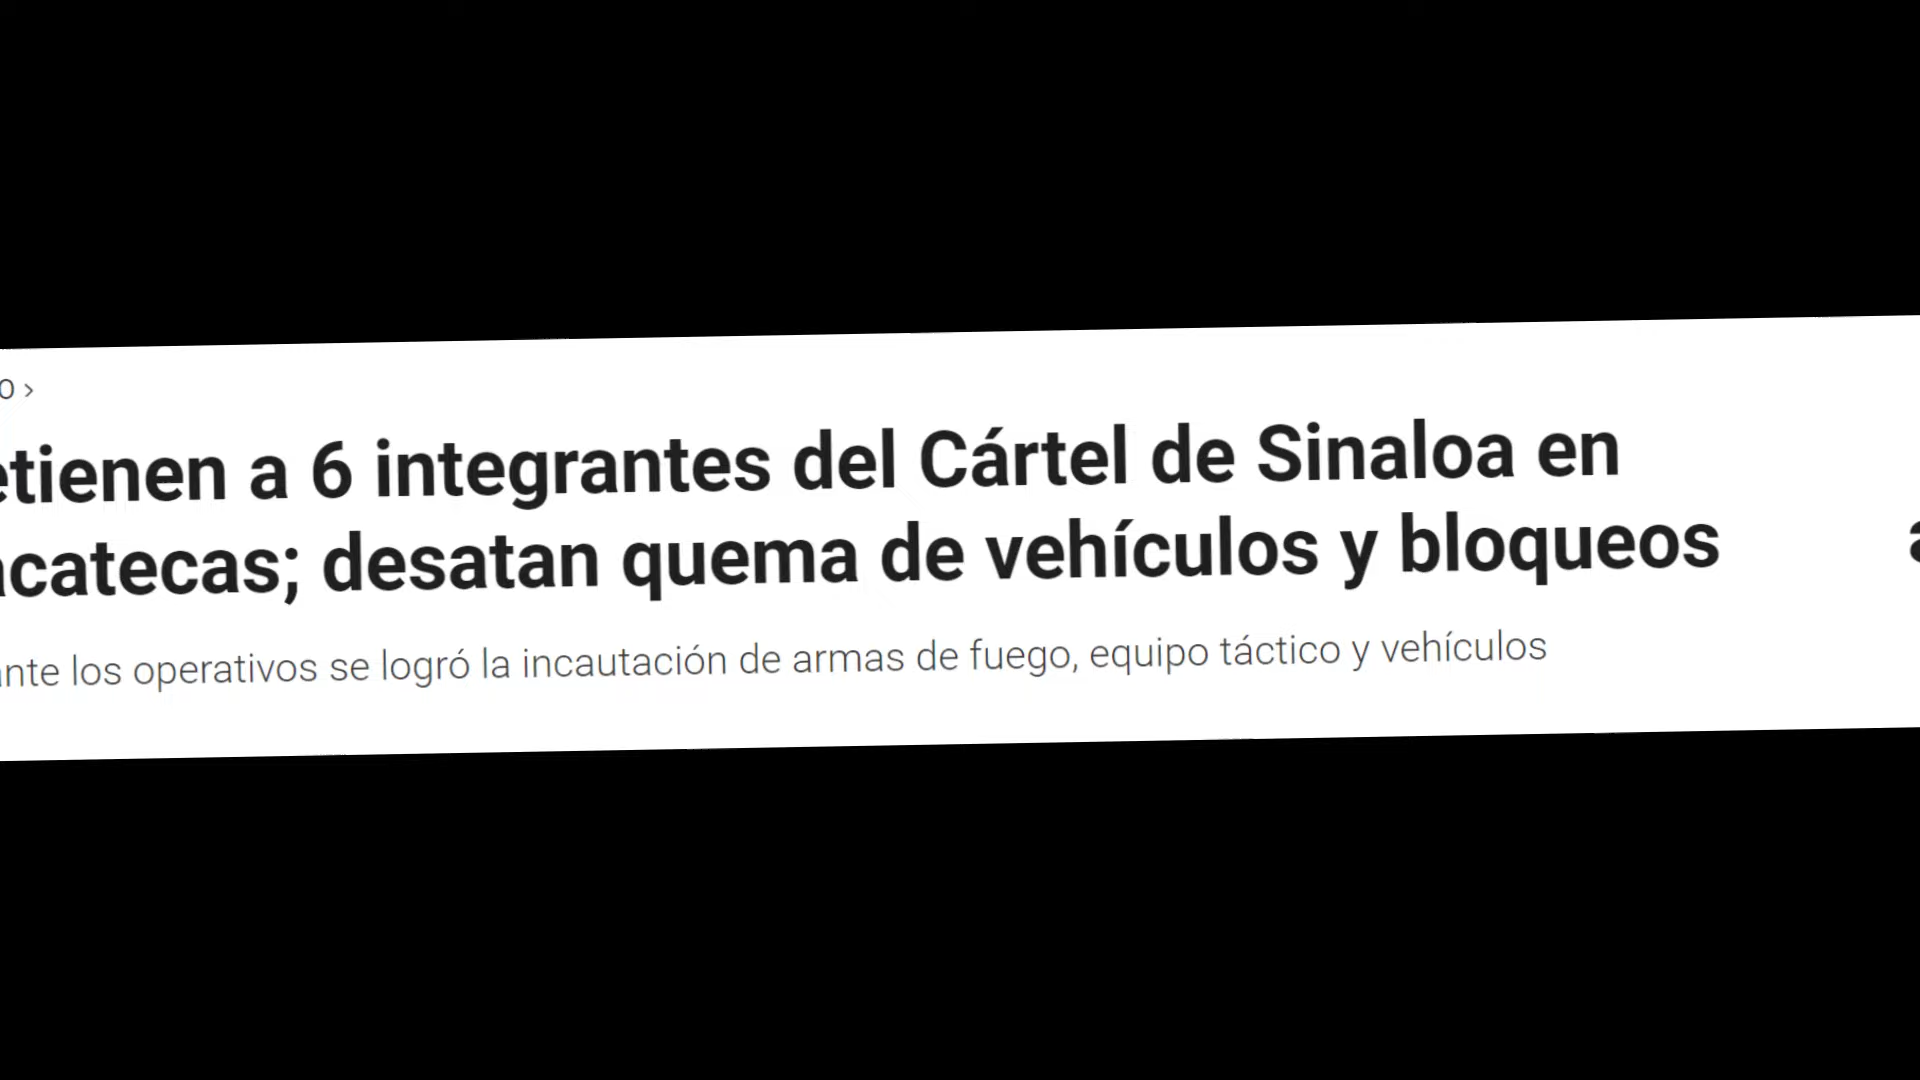 O ›
etienen a 6 integrantes del Cártel de Sinaloa en
acatecas; desatan quema de vehículos y bloqueos
ante los operativos se logró la incautación de armas de fuego, equipo táctico y vehículos